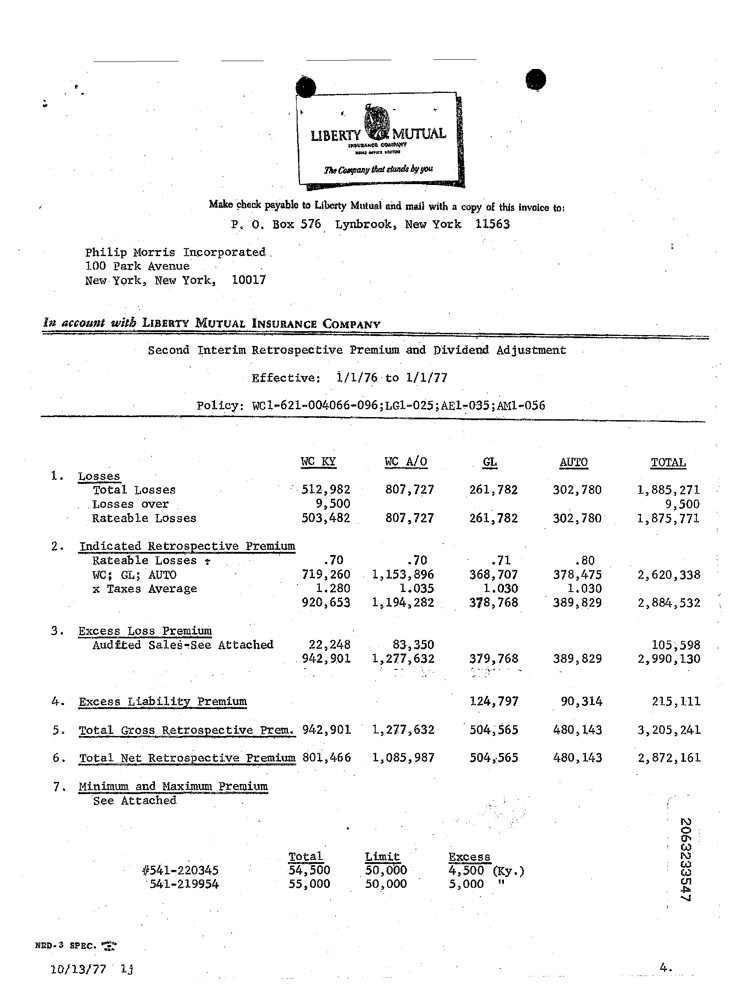 LIBERTY MUTUAL
INSURANCE COMPANY
HOME OFFICE BOSTON
The Company that stands by you
Make check payable to Liberty Mutual and mail with a copy of this invoice to:
P. O. Box 576 Lynbrook, New York 11563
Philip Morris Incorporated
100 Park Avenue
New York, New York, 10017
In account with LIBERTY MUTUAL INSURANCE COMPANY
Second Interim Retrospective Premium and Dividend Adjustment
Effective: 1/1/76 to 1/1/77
Policy: WC1-621-004066-096;LG1-025;AE1-035;AM1-056
WC KY WC A/O GL AUTO TOTAL
1. Losses
Total Losses 512,982 807,727 261,782 302,780 1,885,271
Losses over 9,500 9,500
Rateable Losses 503,482 807,727 261,782 302,780 1,875,771
2. Indicated Retrospective Premium
Rateable Losses ÷ .70 .70 .71 .80
WC; GL; AUTO 719,260 1,153,896 368,707 378,475 2,620,338
x Taxes Average 1.280 1.035 1.030 1.030
920,653 1,194,282 378,768 389,829 2,884,532
3. Excess Loss Premium
Audited Sales-See Attached 22,248 83,350 105,598
942,901 1,277,632 379,768 389,829 2,990,130
4. Excess Liability Premium 124,797 90,314 215,111
5. Total Gross Retrospective Prem. 942,901 1,277,632 504,565 480,143 3,205,241
6. Total Net Retrospective Premium 801,466 1,085,987 504,565 480,143 2,872,161
7. Minimum and Maximum Premium
See Attached
Total Limit Excess
#541-220345 54,500 50,000 4,500 (Ky.)
541-219954 55,000 50,000 5,000 "
2063233547
NRD-3 SPEC.
10/13/77 lj 4.